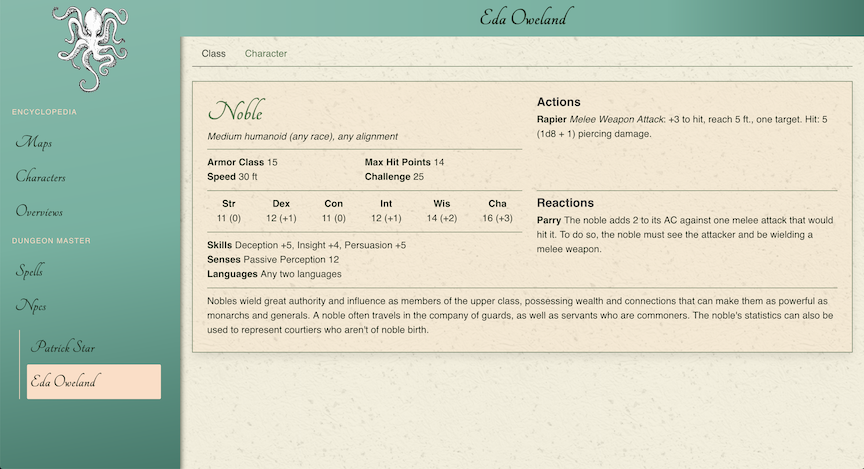 Eda Oweland
ENCYCLOPEDIA
Maps
Characters
Overviews
DUNGEON MASTER
Spells
Npcs
Patrick Star
Eda Oweland
Class Character
Noble
Medium humanoid (any race), any alignment
Armor Class 15 Max Hit Points 14
Speed 30 ft Challenge 25
Str Dex Con Int Wis Cha
11 (0) 12 (+1) 11 (0) 12 (+1) 14 (+2) 16 (+3)
Skills Deception +5, Insight +4, Persuasion +5
Senses Passive Perception 12
Languages Any two languages
Actions
Rapier Melee Weapon Attack: +3 to hit, reach 5 ft., one target. Hit: 5
(1d8 + 1) piercing damage.
Reactions
Parry The noble adds 2 to its AC against one melee attack that would
hit it. To do so, the noble must see the attacker and be wielding a
melee weapon.
Nobles wield great authority and influence as members of the upper class, possessing wealth and connections that can make them as powerful as
monarchs and generals. A noble often travels in the company of guards, as well as servants who are commoners. The noble's statistics can also be
used to represent courtiers who aren't of noble birth.